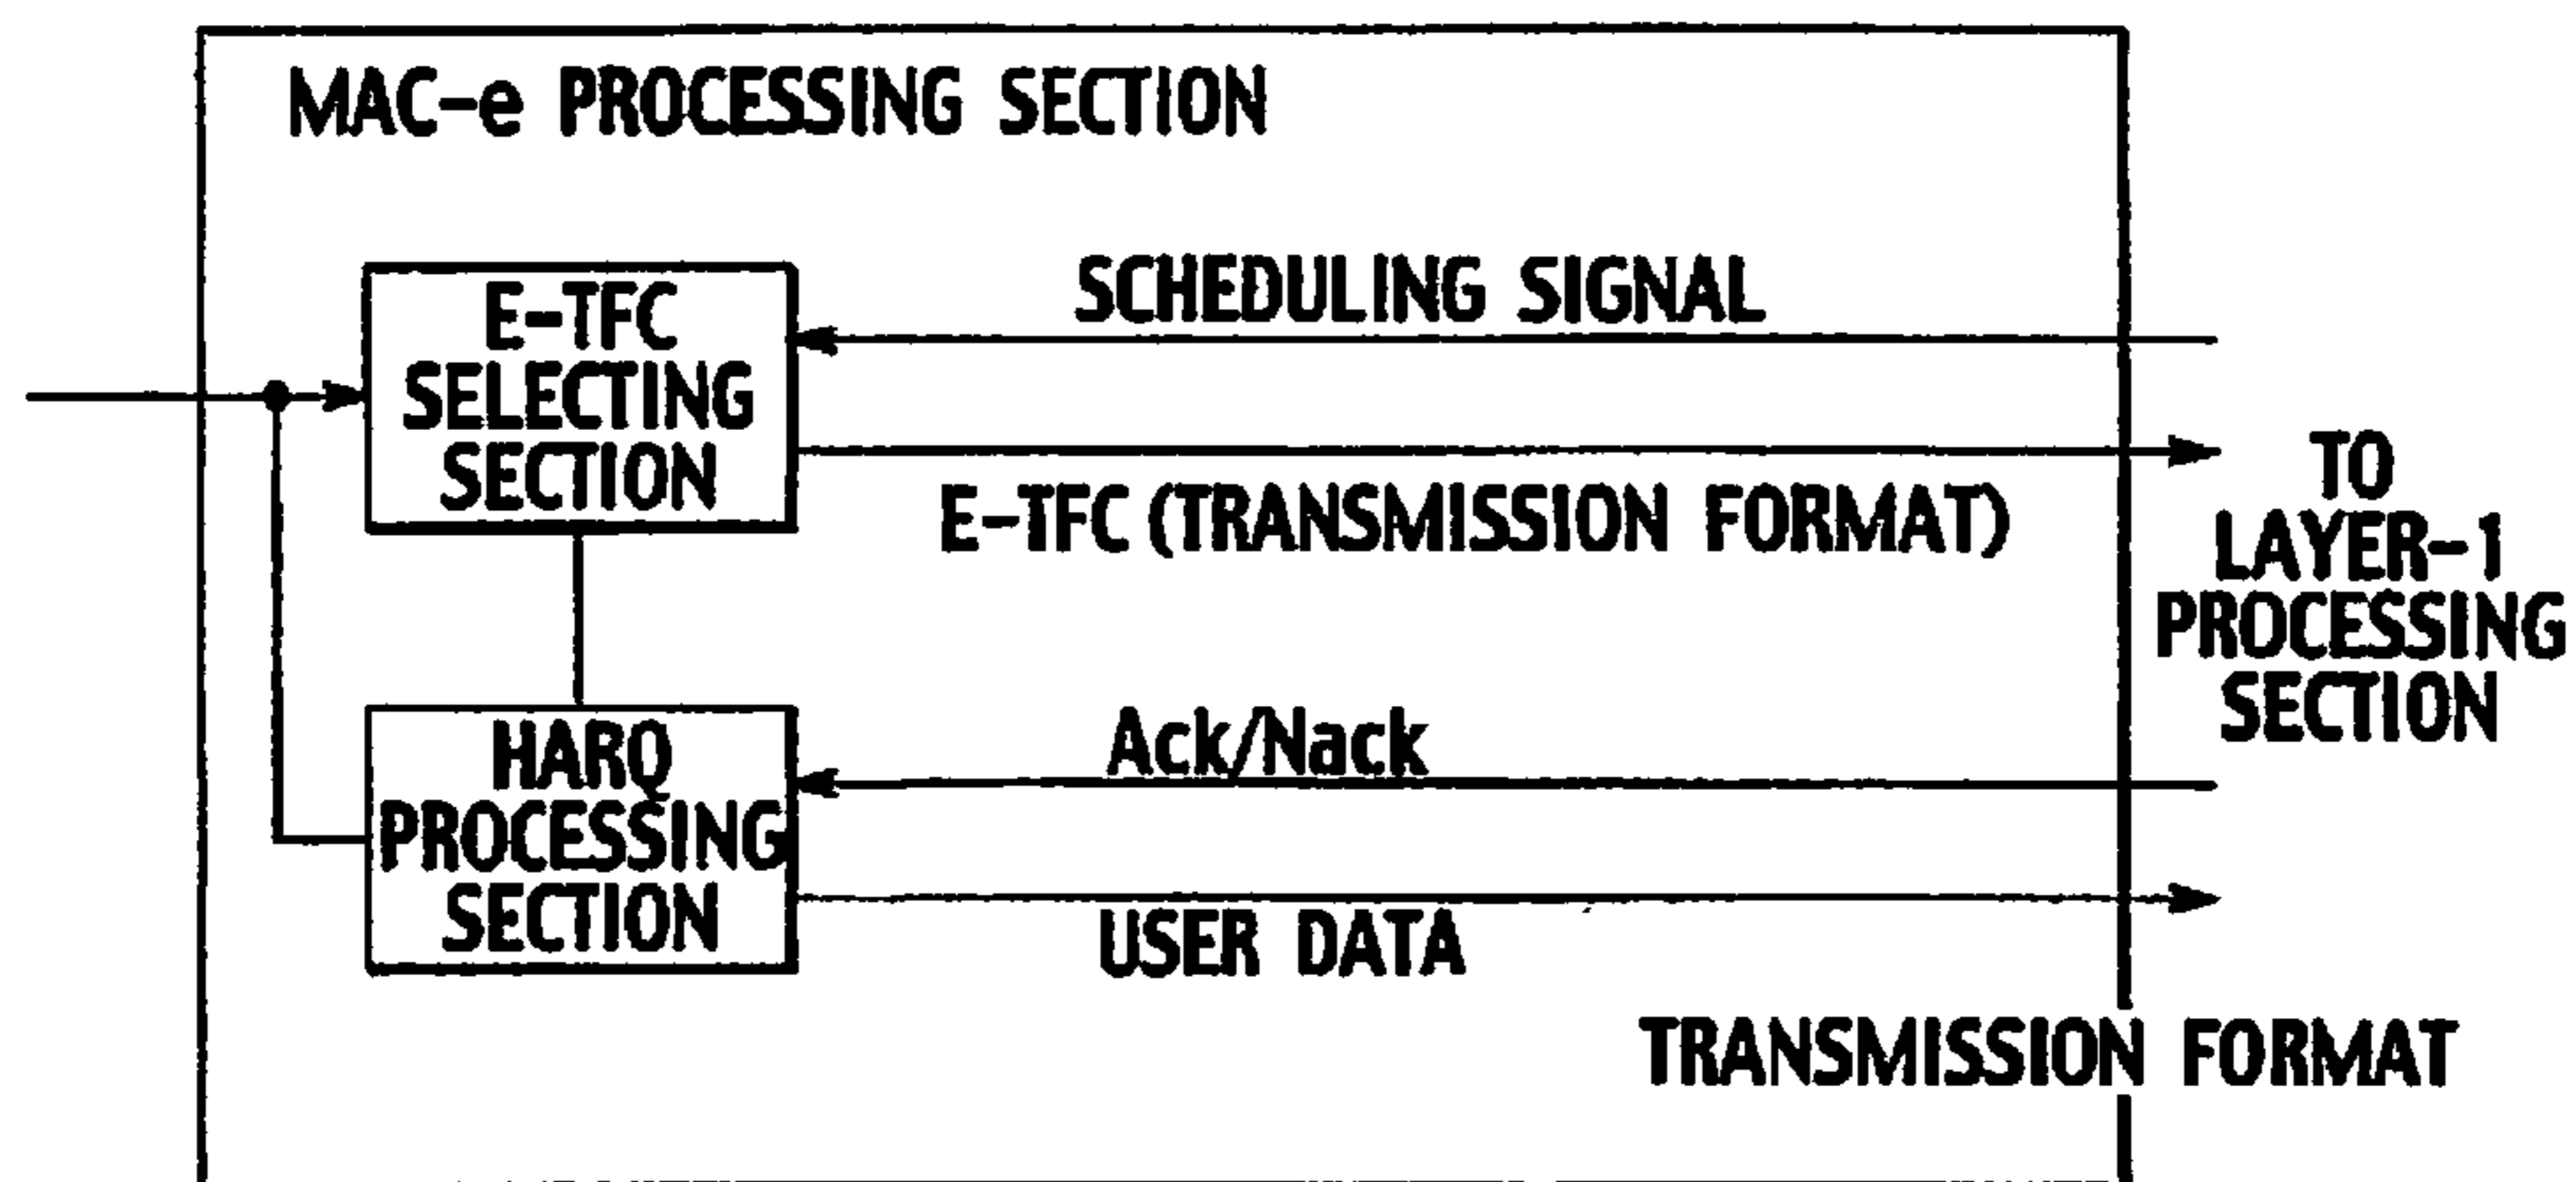 MAC-e PROCESSING SECTION
E-TFC
SELECTING
SECTION
SCHEDULING SIGNAL
E-TFC (TRANSMISSION FORMAT)
TO
LAYER-1
PROCESSING
SECTION
HARQ
PROCESSING
SECTION
Ack/Nack
USER DATA
TRANSMISSION FORMAT